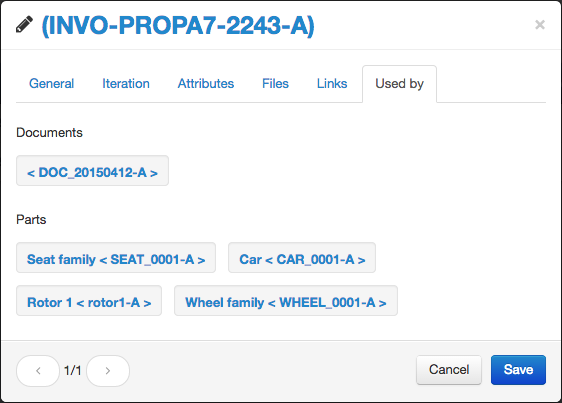 (INVO-PROPA7-2243-A)
×
General Iteration Attributes Files Links Used by
Documents
< DOC_20150412-A >
Parts
Seat family < SEAT_0001-A > Car < CAR_0001-A >
Rotor 1 < rotor1-A > Wheel family < WHEEL_0001-A >
‹ 1/1 › Cancel Save